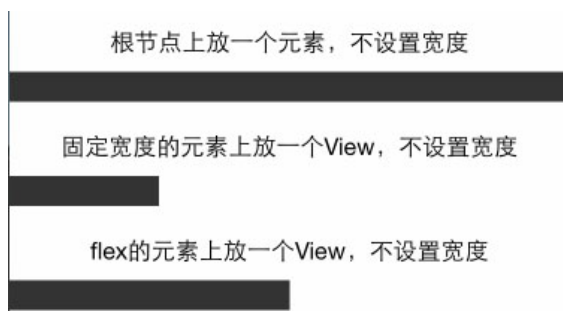 根节点上放一个元素，不设置宽度
固定宽度的元素上放一个View，不设置宽度
flex的元素上放一个View，不设置宽度